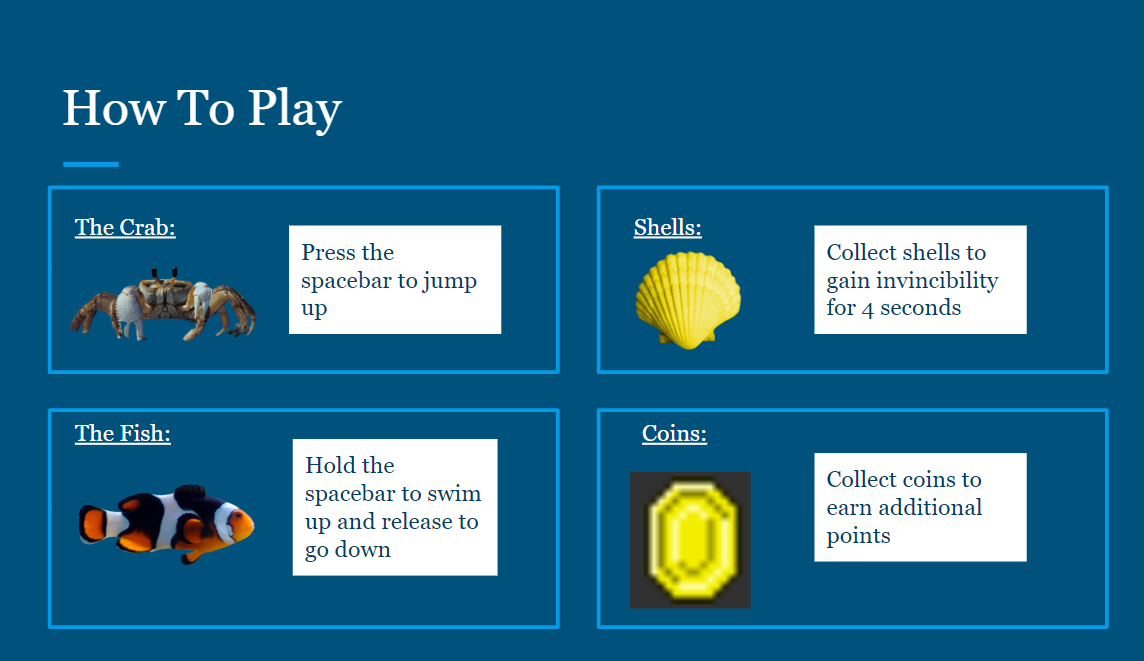 How To Play
The Crab:
Press the
spacebar to jump
up
Shells:
Collect shells to
gain invincibility
for 4 seconds
The Fish:
Hold the
spacebar to swim
up and release to
go down
Coins:
Collect coins to
earn additional
points